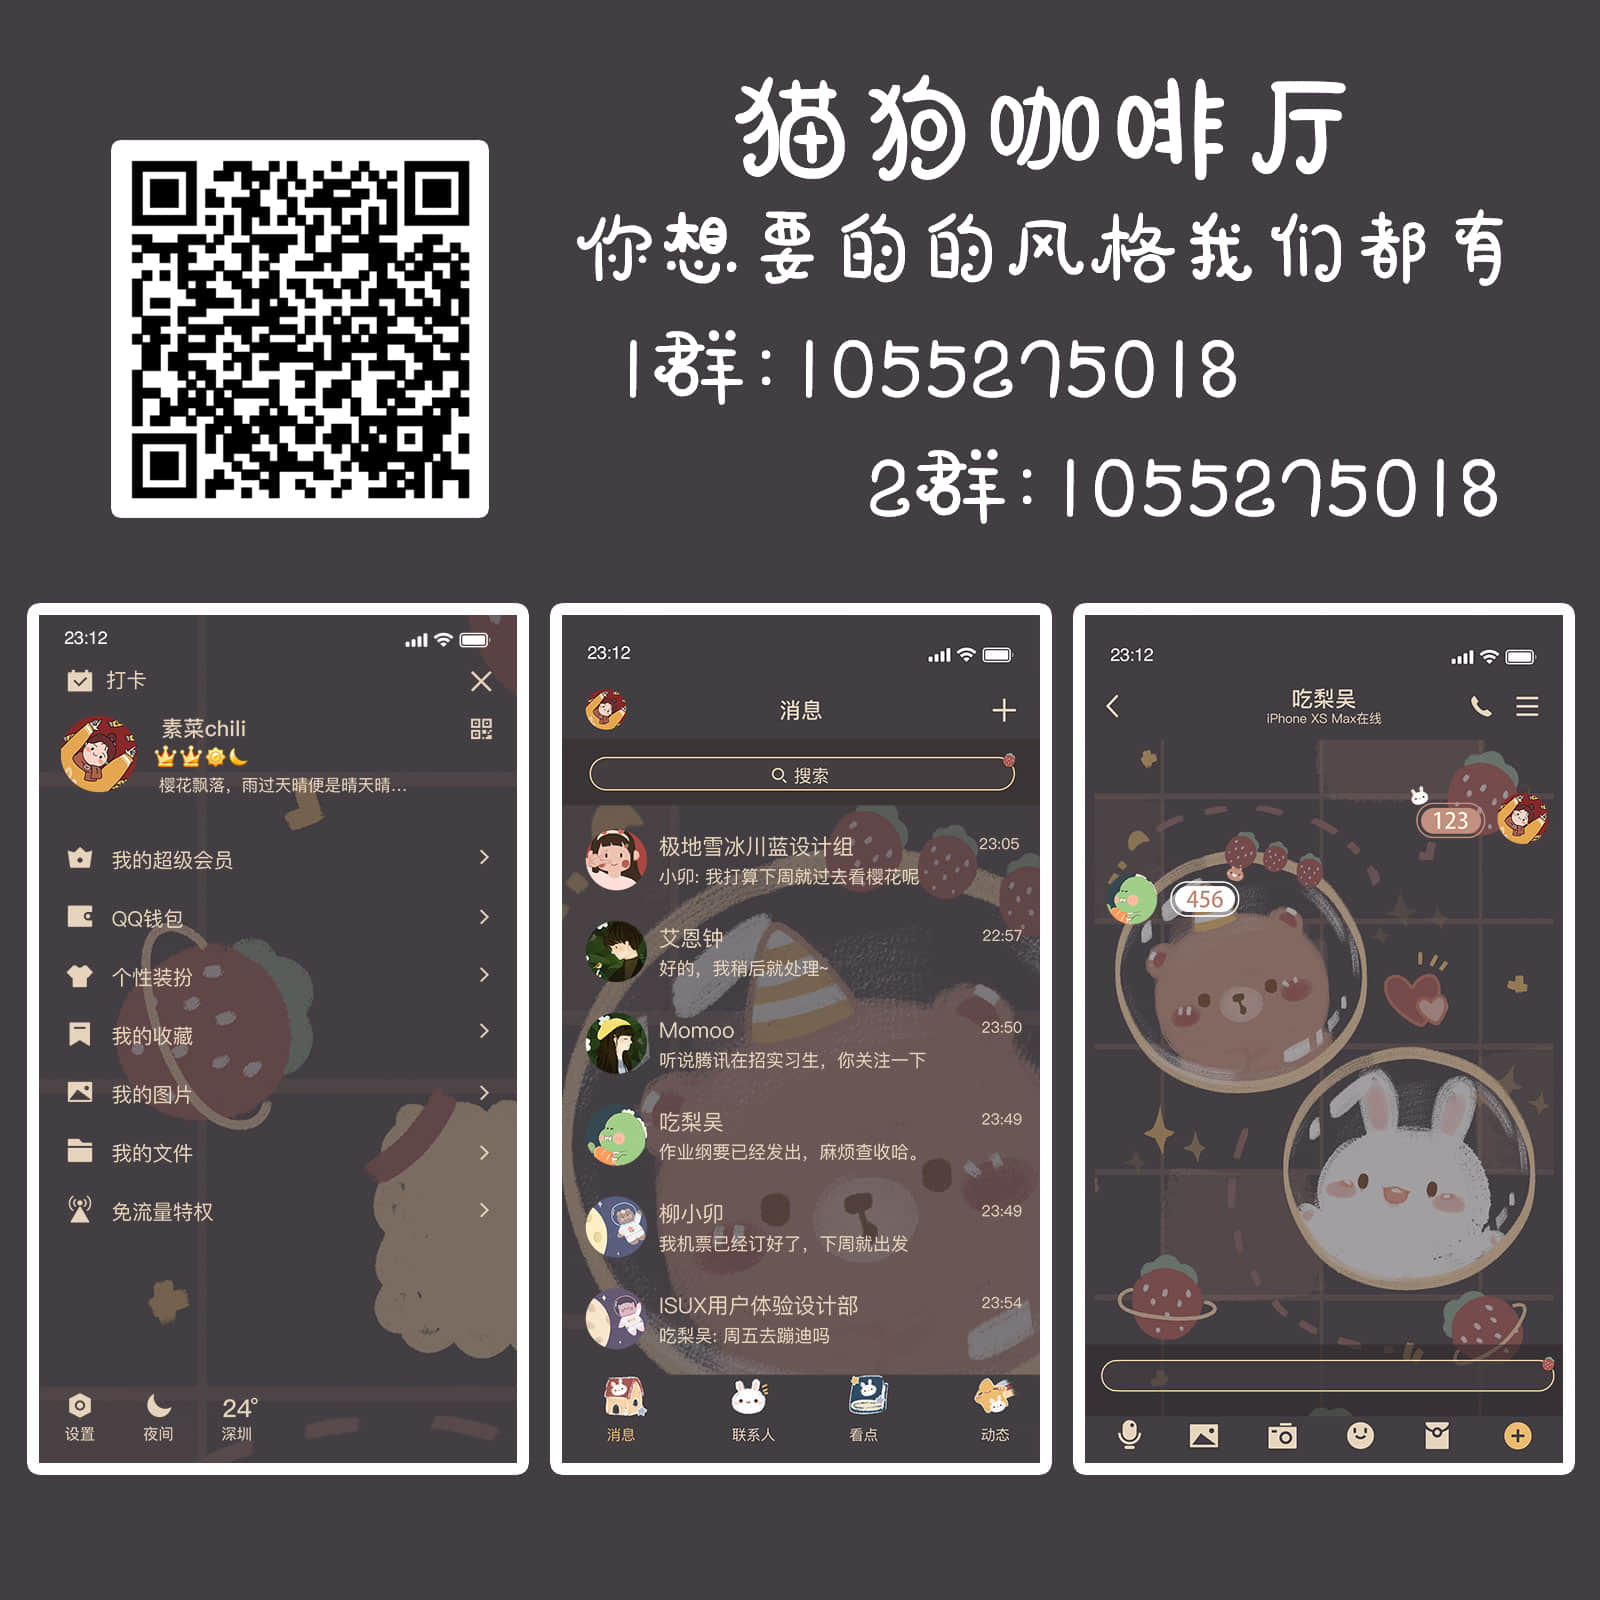 猫狗咖啡厅
你想要的的风格我们都有
1群:1055275018
2群:1055275018
23:12
打卡
素菜chili
樱花飘落，雨过天晴便是晴天晴...
我的超级会员
QQ钱包
个性装扮
我的收藏
我的图片
我的文件
免流量特权
24°
设置 夜间 深圳
23:12
消息
搜索
极地雪冰川蓝设计组 23:05
小卯: 我打算下周就过去看樱花呢
艾恩钟 22:57
好的，我稍后就处理~
Momoo 23:50
听说腾讯在招实习生，你关注一下
吃梨吴 23:49
作业纲要已经发出，麻烦查收哈。
柳小卯 23:49
我机票已经订好了，下周就出发
ISUX用户体验设计部 23:54
吃梨吴: 周五去蹦迪吗
消息 联系人 看点 动态
23:12
吃梨吴
iPhone XS Max在线
123
456